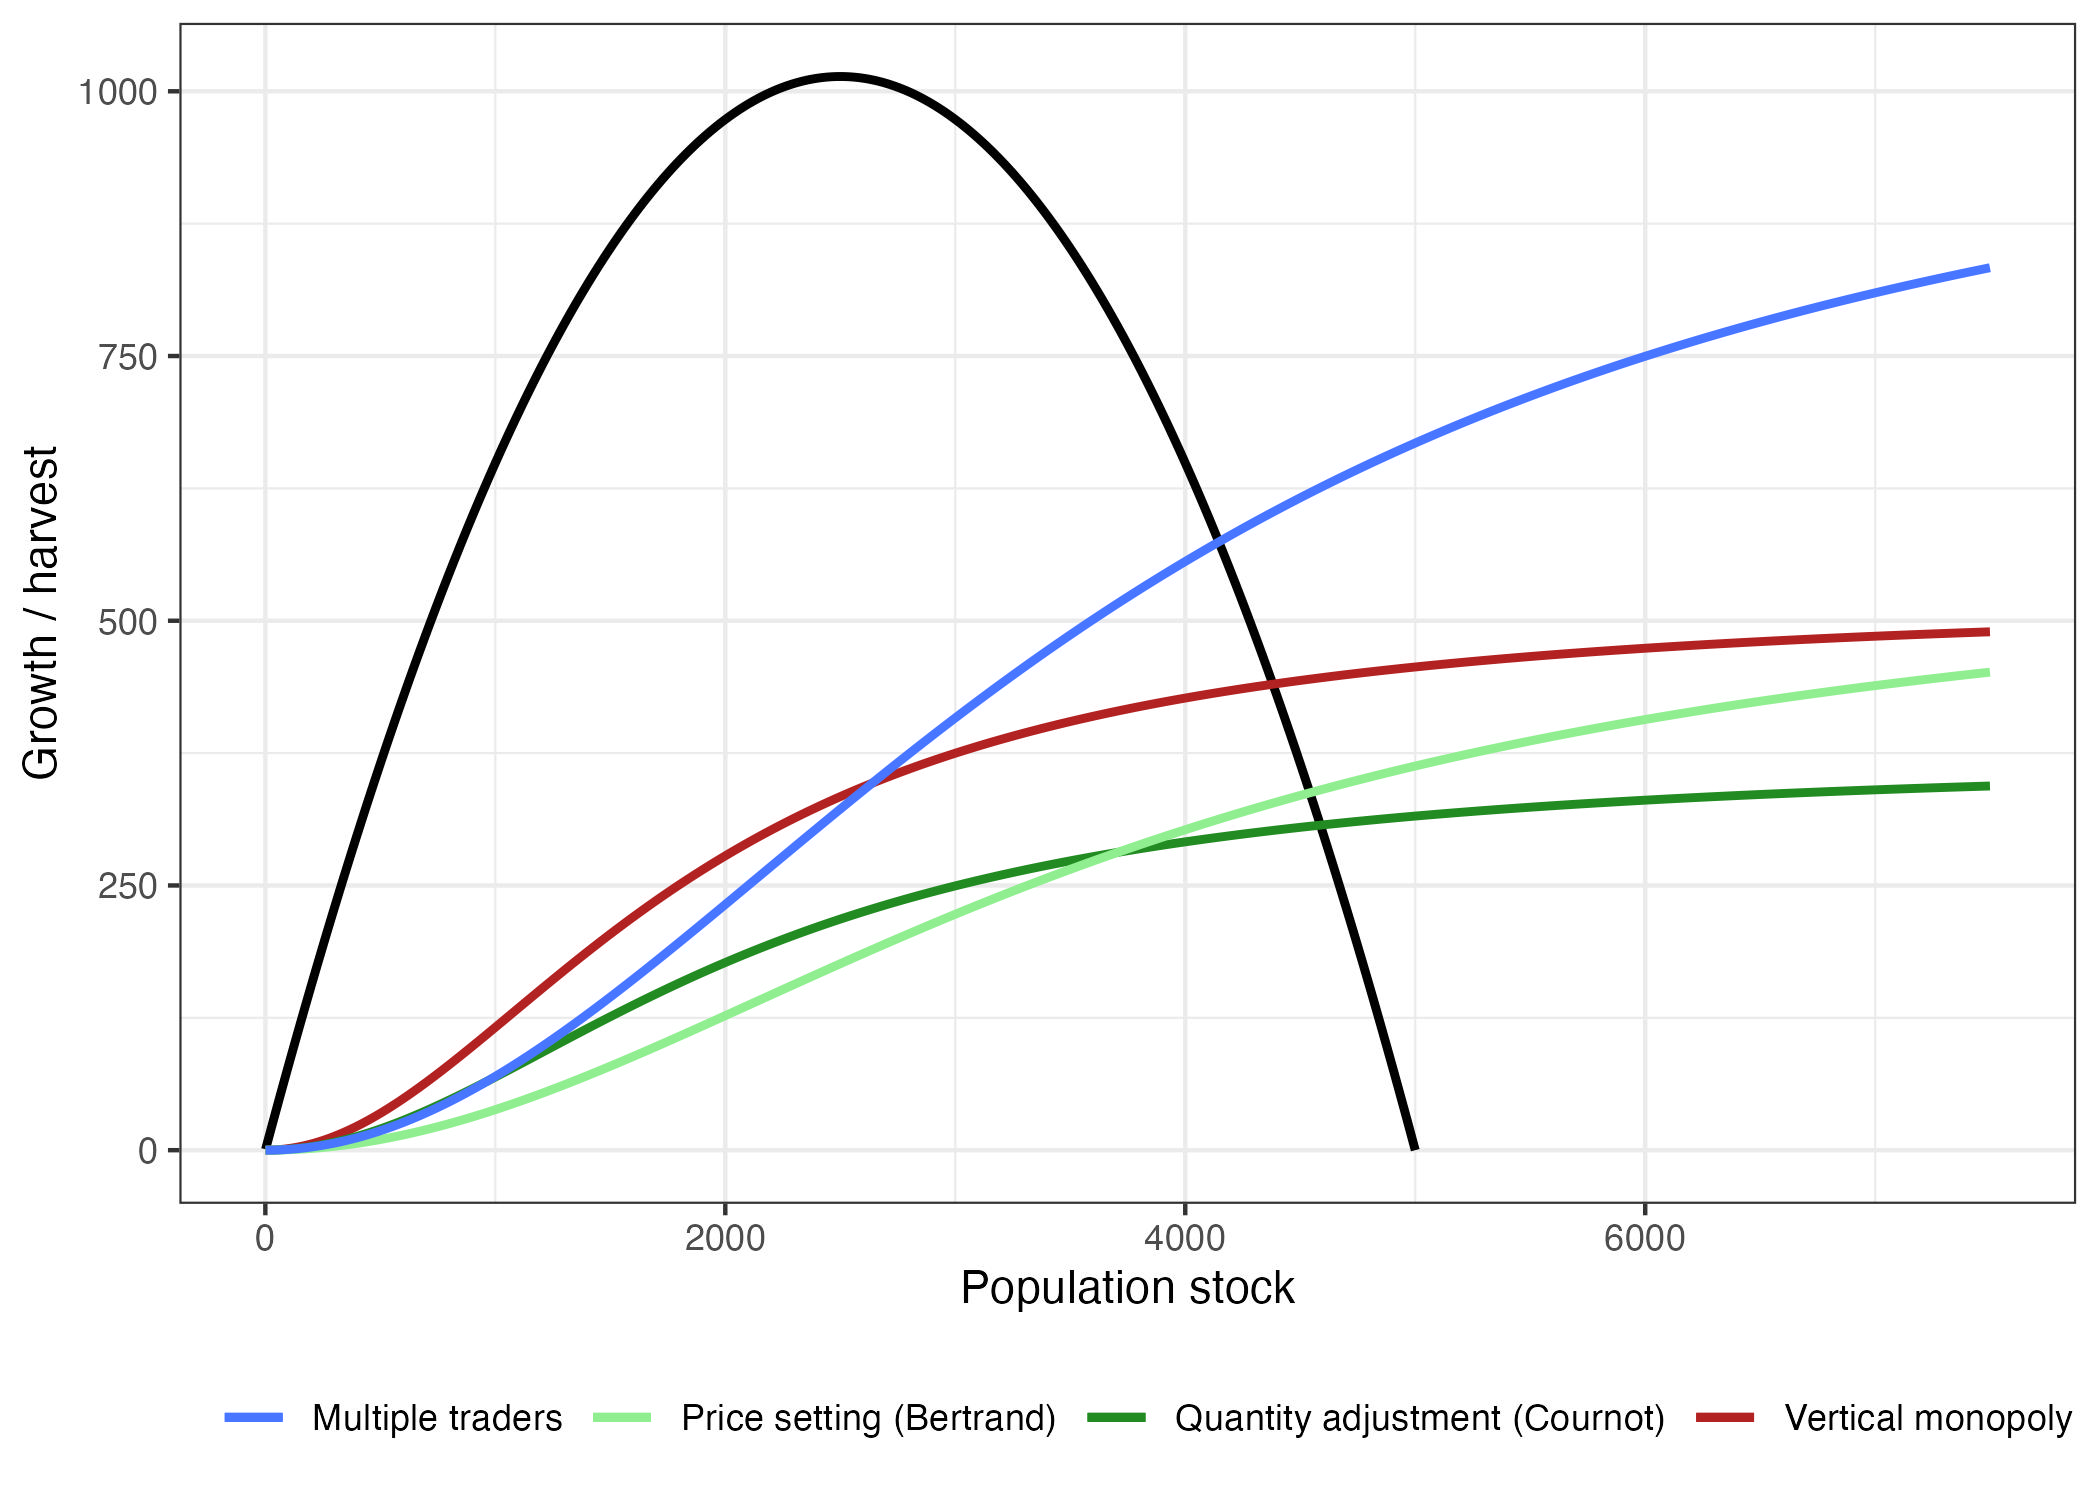 Growth / harvest
1000
750
500
250
0
0 2000 4000 6000
Population stock
Multiple traders Price setting (Bertrand) Quantity adjustment (Cournot) Vertical monopoly